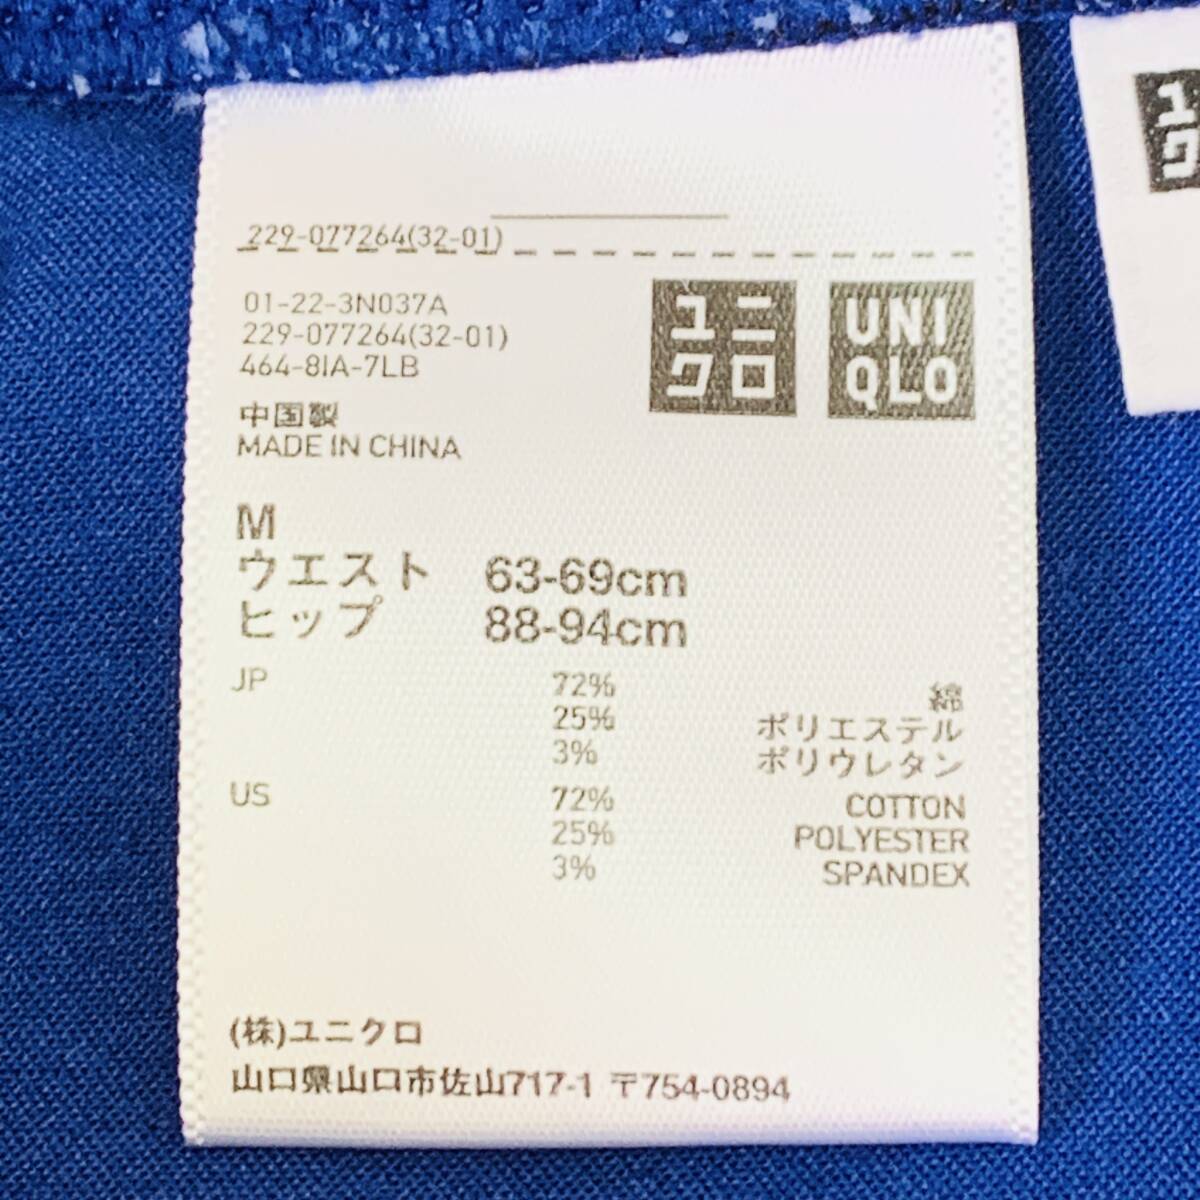 229-077264(32-01)
01-22-3N037A
229-077264(32-01)
464-8IA-7LB
中国製
MADE IN CHINA
ユニ
クロ
UNI
QLO
ユ
ク
M
ウエスト 63-69cm
ヒップ 88-94cm
JP 72% 綿
25% ポリエステル
3% ポリウレタン
US 72% COTTON
25% POLYESTER
3% SPANDEX
(株)ユニクロ
山口県山口市佐山717-1 〒754-0894